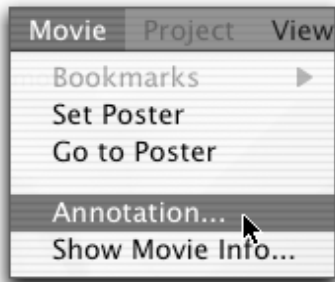 Movie Project View
Bookmarks
Set Poster
Go to Poster
Annotation...
Show Movie Info...